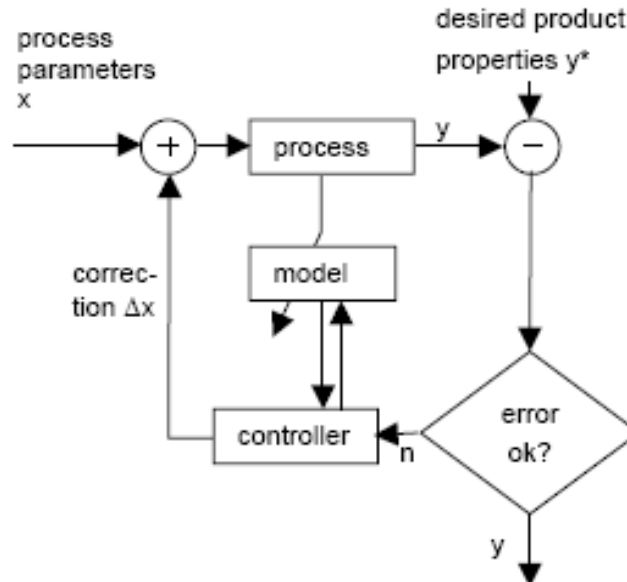 process
parameters
x
desired product
properties y*
+
process
y
−
model
correc-
tion Δx
controller
n
error
ok?
y